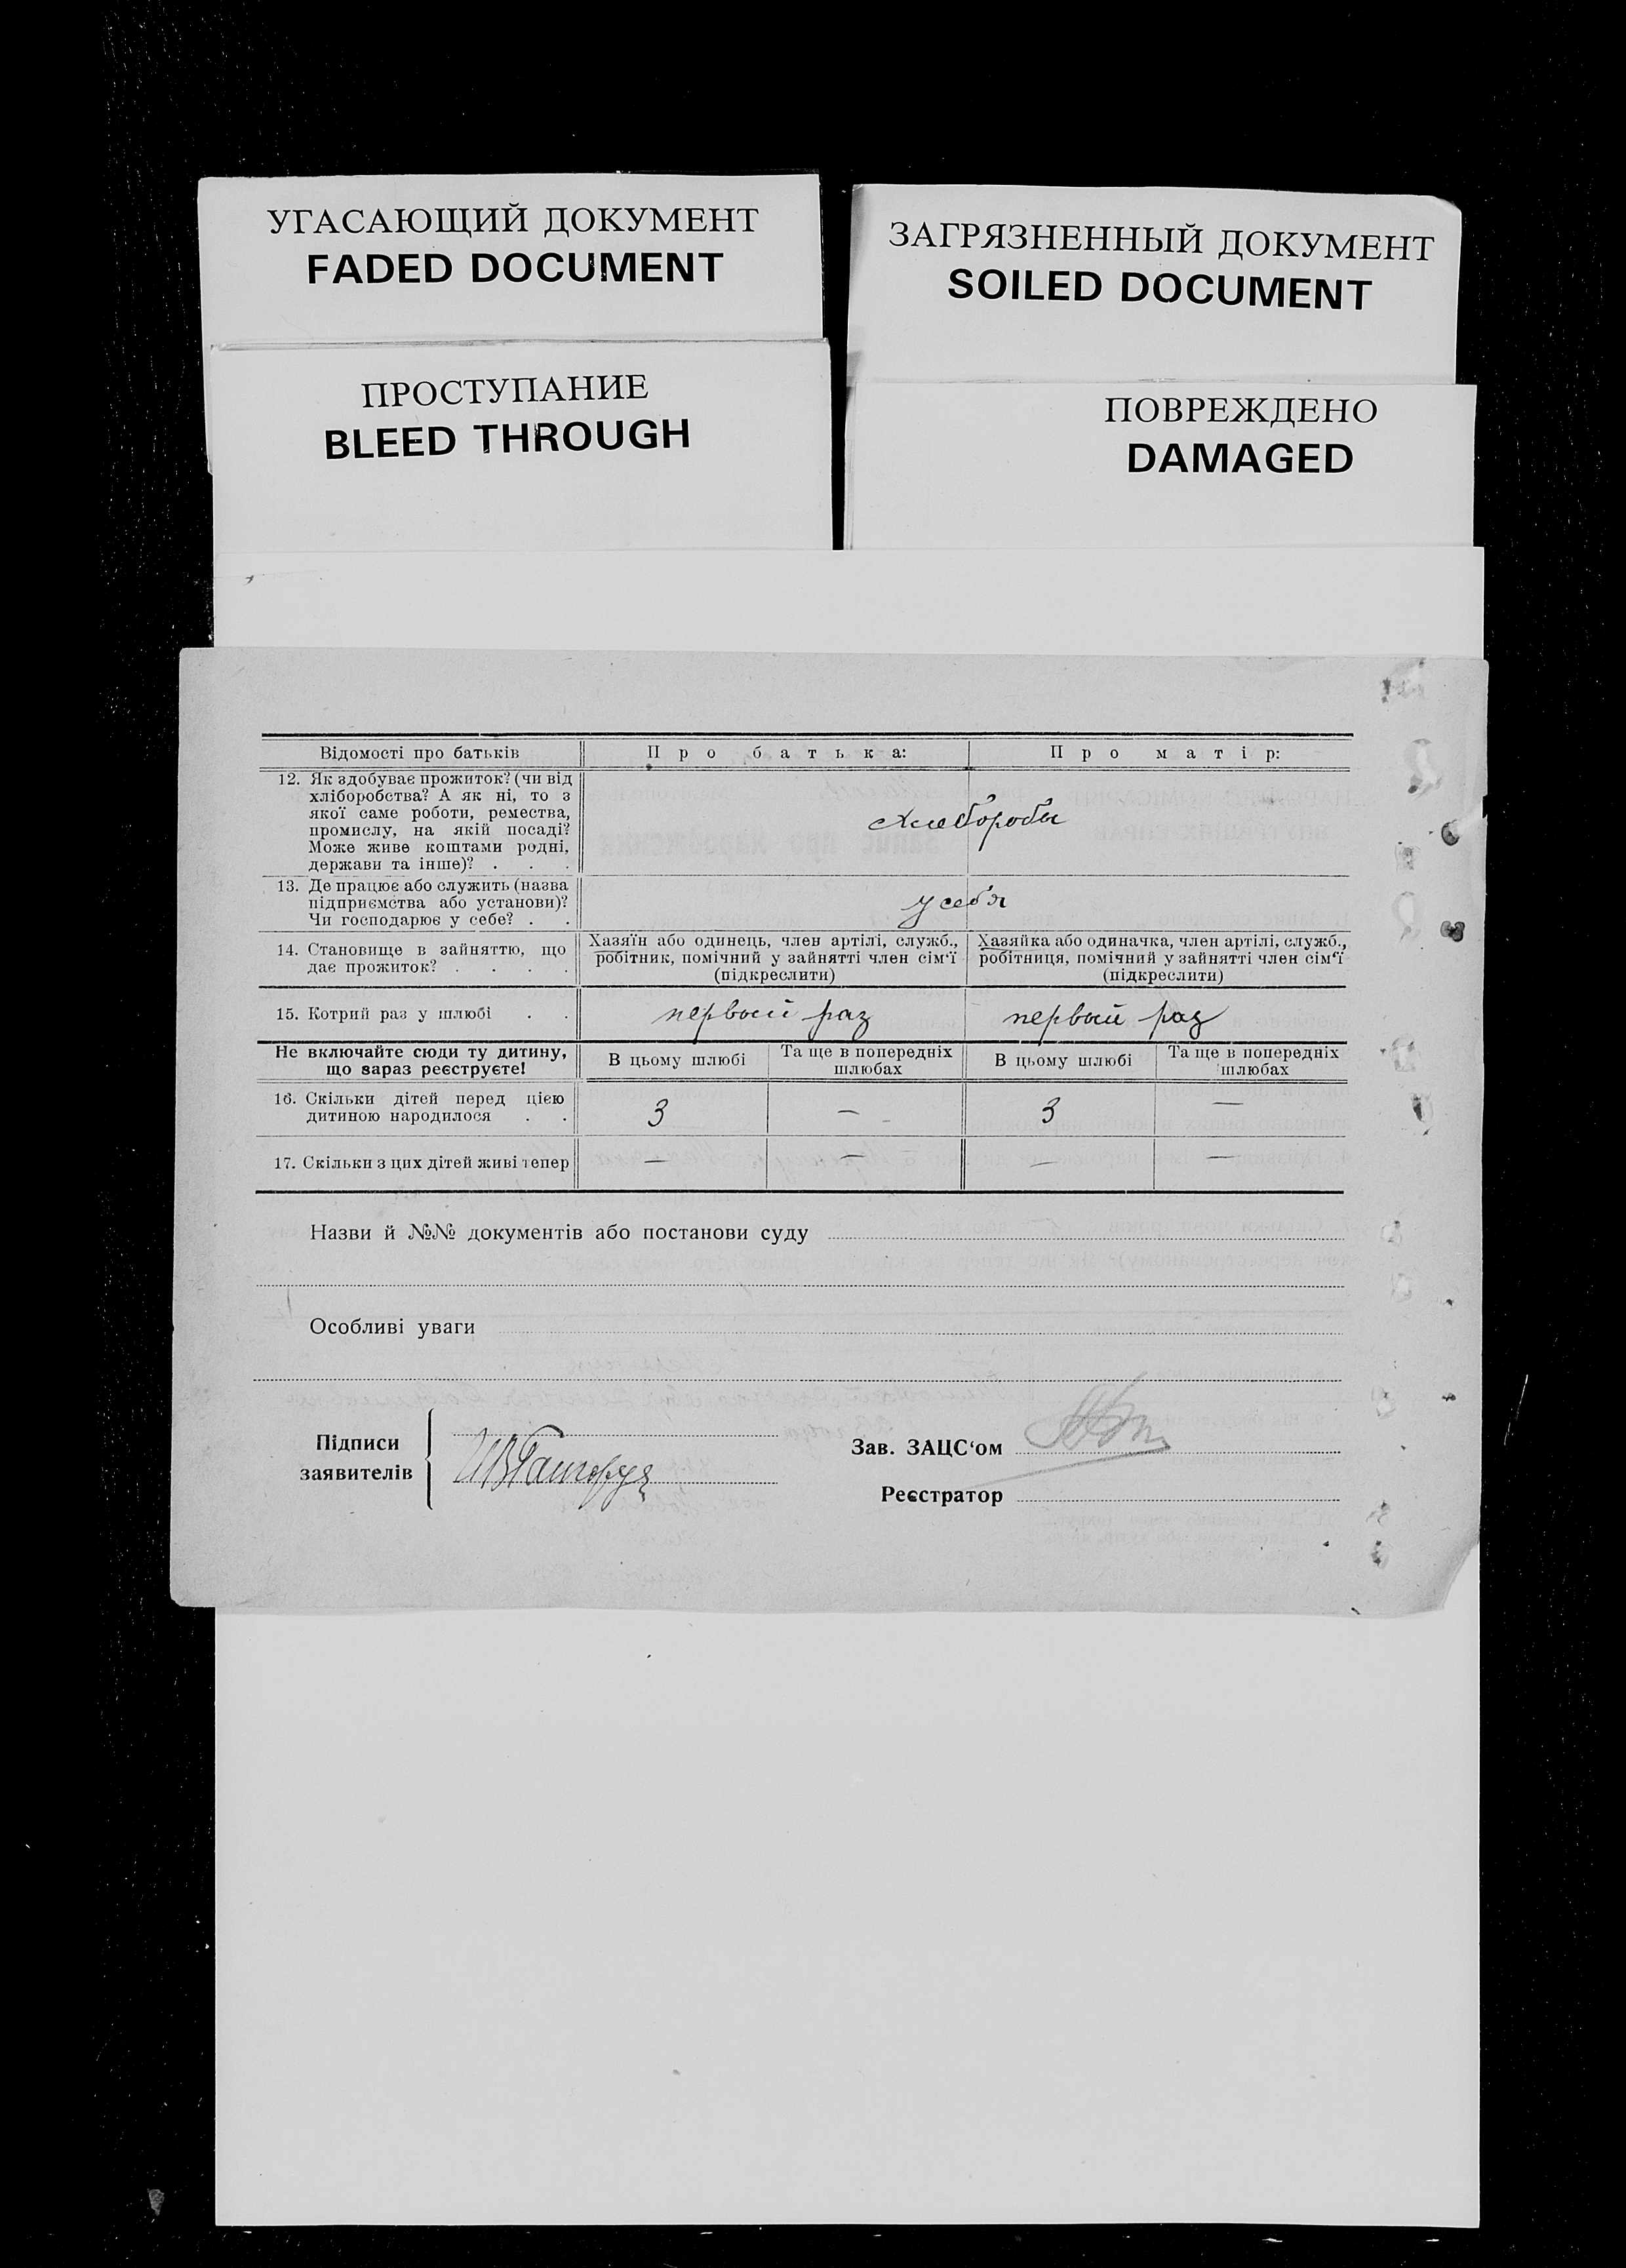 УГАСАЮЩИЙ ДОКУМЕНТ
FADED DOCUMENT
ЗАГРЯЗНЕННЫЙ ДОКУМЕНТ
SOILED DOCUMENT
ПРОСТУПАНИЕ
BLEED THROUGH
ПОВРЕЖДЕНО
DAMAGED
Відомості про батьків
Про батька:
Про матір:
12. Як здобуває прожиток? (чи від
хліборобства? А як ні, то з
якої саме роботи, ремества,
промислу, на якій посаді?
Може живе коштами родні,
держави та інше)? . . .
хлебороби
13. Де працює або служить (назва
підприємства або установи)?
Чи господарює у себе? . .
у себя
14. Становище в зайняттю, що
дає прожиток? . . . .
Хазяїн або одинець, член артілі, служб.,
робітник, помічний у зайнятті член сім'ї
(підкреслити)
Хазяйка або одиначка, член артілі, служб.,
робітниця, помічний у зайнятті член сім'ї
(підкреслити)
15. Котрий раз у шлюбі . .
первый раз
первый раз
Не включайте сюди ту дитину,
що зараз реєструєте!
В цьому шлюбі
Та ще в попередніх
шлюбах
В цьому шлюбі
Та ще в попередніх
шлюбах
16. Скільки дітей перед цією
дитиною народилося . .
3
—
3
—
17. Скільки з цих дітей живі тепер
—
—
—
—
Назви й №№ документів або постанови суду
Особливі уваги
Підписи
заявителів
Зав. ЗАЦС'ом
Реєстратор